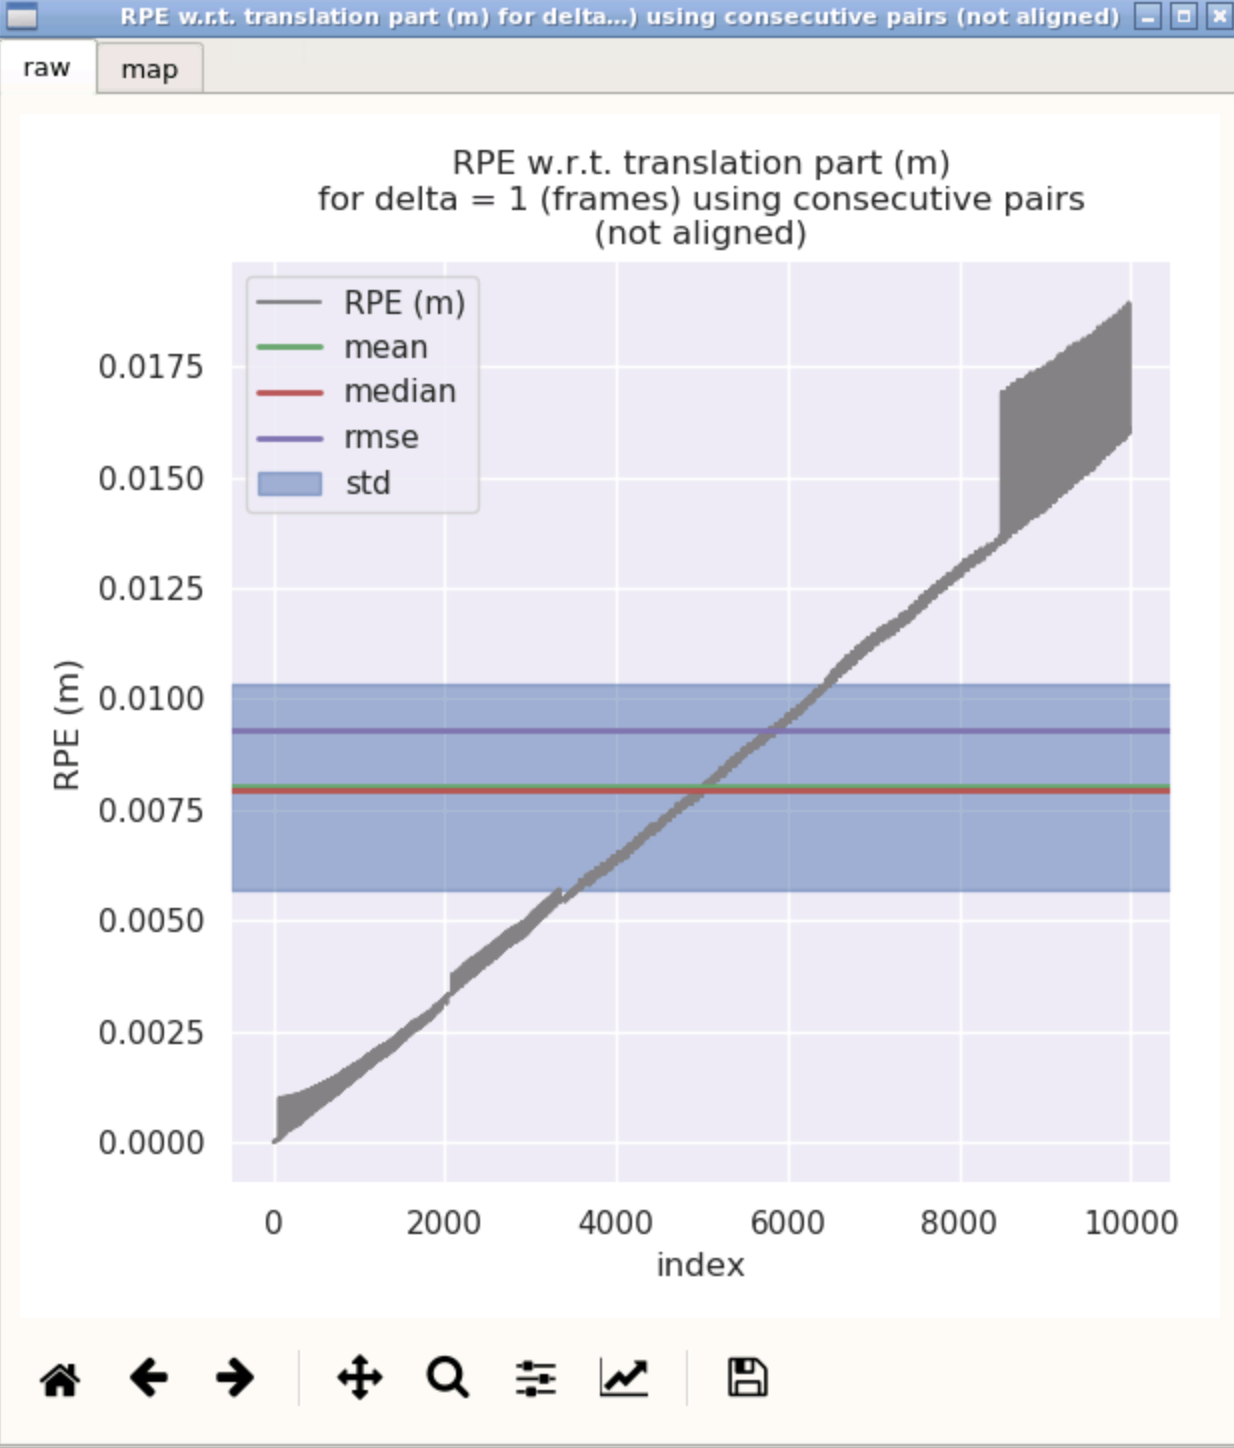 RPE w.r.t. translation part (m) for delta...) using consecutive pairs (not aligned)
raw map
RPE w.r.t. translation part (m)
for delta = 1 (frames) using consecutive pairs
(not aligned)
RPE (m)
mean
median
rmse
std
0.0175
0.0150
0.0125
0.0100
0.0075
0.0050
0.0025
0.0000
RPE (m)
0 2000 4000 6000 8000 10000
index